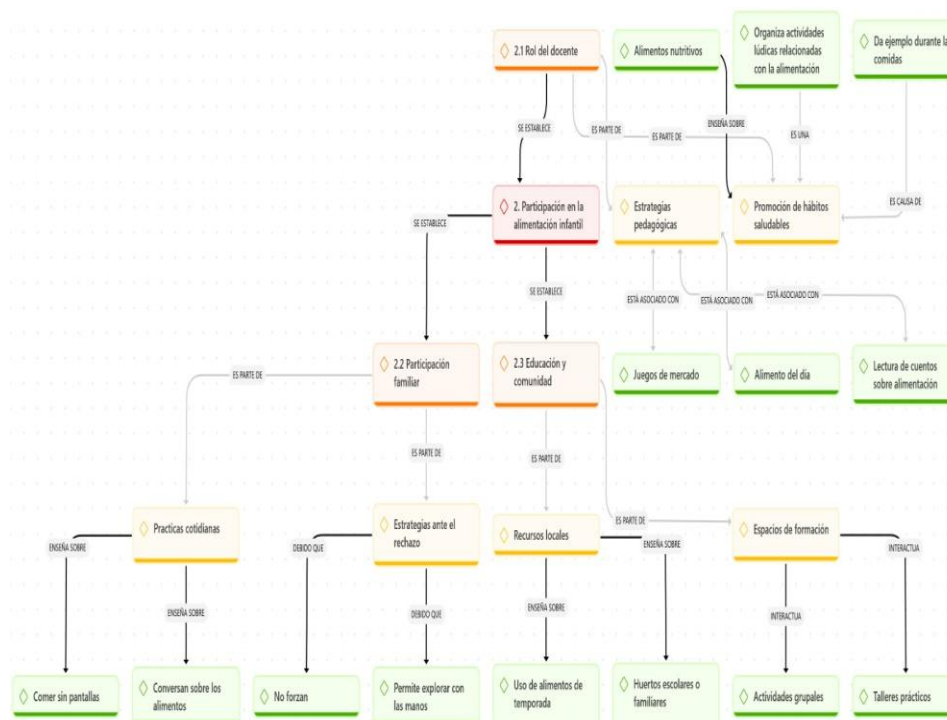 2.1 Rol del docente
Alimentos nutritivos
Organiza actividades
lúdicas relacionadas
con la alimentación
Da ejemplo durante la
comidas
SE ESTABLECE
ES PARTE DE
ES PARTE DE
ENSEÑA SOBRE
ES UNA
ES CAUSA DE
SE ESTABLECE
2. Participación en la
alimentación infantil
Estrategias
pedagógicas
Promoción de hábitos
saludables
SE ESTABLECE
ESTÁ ASOCIADO CON
ESTÁ ASOCIADO CON
ESTÁ ASOCIADO CON
2.2 Participación
familiar
2.3 Educación y
comunidad
Juegos de mercado
Alimento del día
Lectura de cuentos
sobre alimentación
ES PARTE DE
ES PARTE DE
ES PARTE DE
ES PARTE DE
Practicas cotidianas
Estrategias ante el
rechazo
Recursos locales
Espacios de formación
ENSEÑA SOBRE
DEBIDO QUE
ENSEÑA SOBRE
INTERACTUA
ENSEÑA SOBRE
DEBIDO QUE
ENSEÑA SOBRE
INTERACTUA
Comer sin pantallas
Conversan sobre los
alimentos
No forzan
Permite explorar con
las manos
Uso de alimentos de
temporada
Huertos escolares o
familiares
Actividades grupales
Talleres prácticos